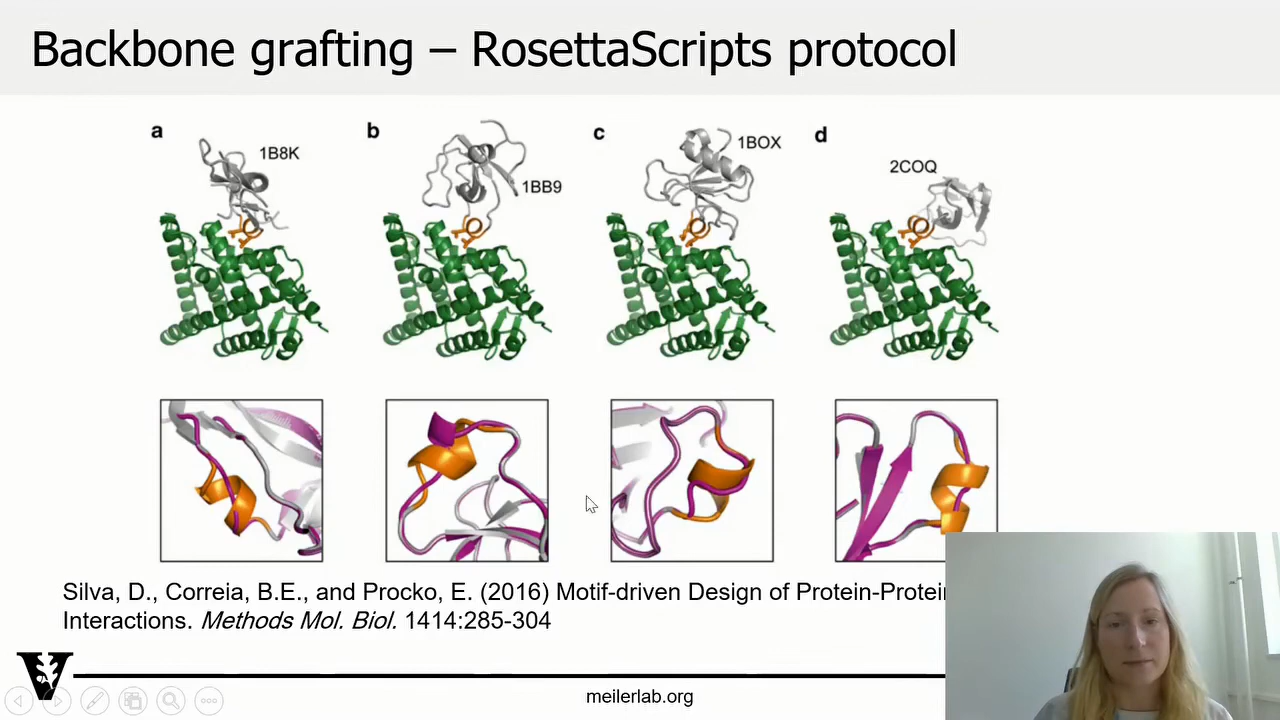 Backbone grafting – RosettaScripts protocol
a
1B8K
b
1BB9
c
1BOX
d
2COQ
Silva, D., Correia, B.E., and Procko, E. (2016) Motif-driven Design of Protein-Protein
Interactions. Methods Mol. Biol. 1414:285-304
V
meilerlab.org